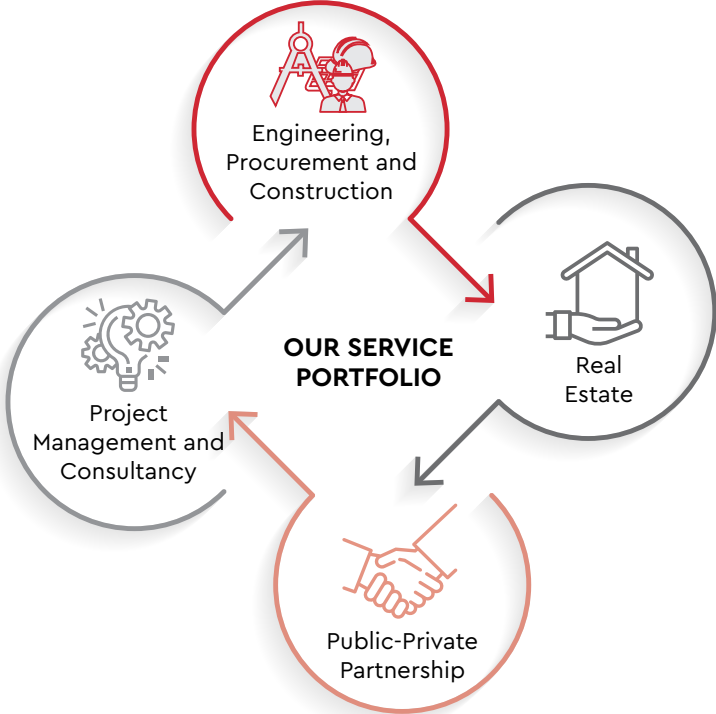 Engineering,
Procurement and
Construction
OUR SERVICE
PORTFOLIO
Real
Estate
Project
Management and
Consultancy
Public-Private
Partnership